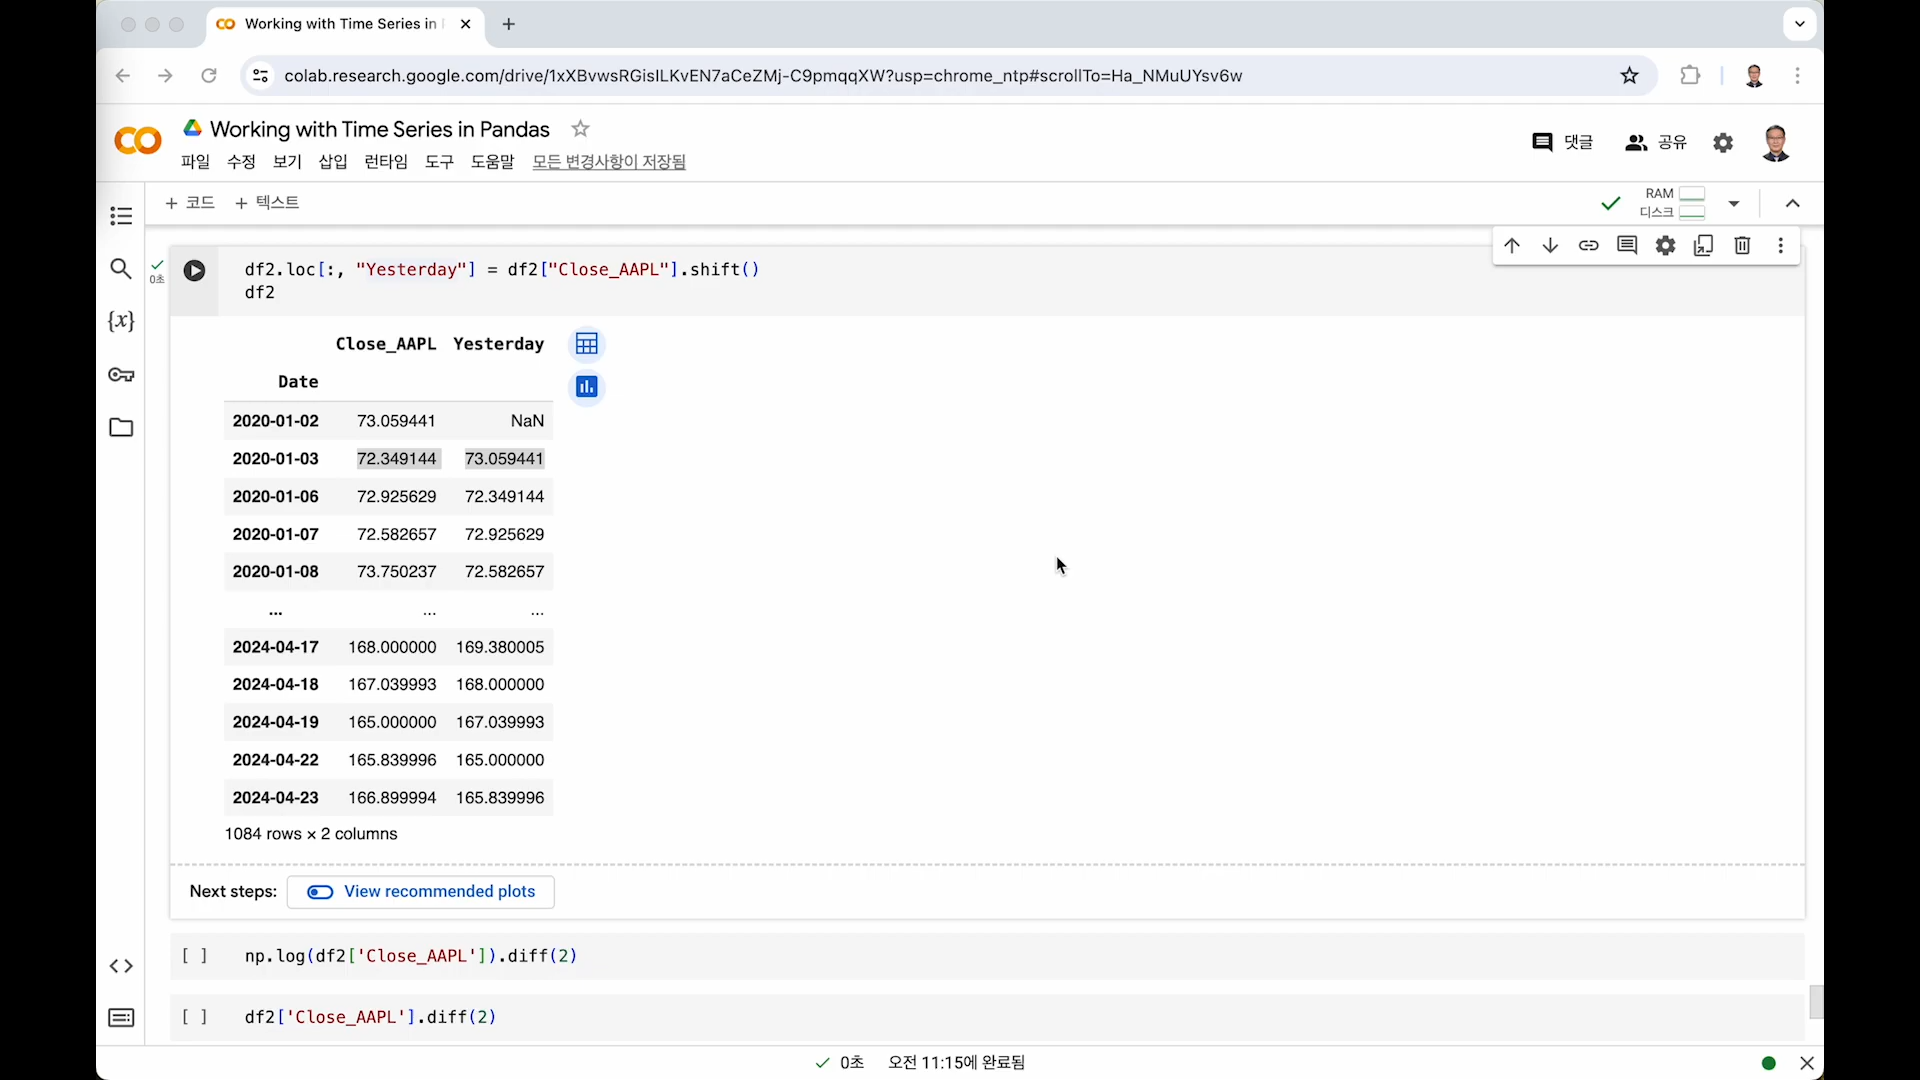 Working with Time Series in
colab.research.google.com/drive/1xXBvwsRGisILKvEN7aCeZMj-C9pmqqXW?usp=chrome_ntp#scrollTo=Ha_NMuUYsv6w
Working with Time Series in Pandas
파일 수정 보기 삽입 런타임 도구 도움말 모든 변경사항이 저장됨
댓글 공유
+ 코드 + 텍스트
RAM
디스크
0초
df2.loc[:, "Yesterday"] = df2["Close_AAPL"].shift()
df2
Close_AAPL Yesterday
Date
2020-01-02 73.059441 NaN
2020-01-03 72.349144 73.059441
2020-01-06 72.925629 72.349144
2020-01-07 72.582657 72.925629
2020-01-08 73.750237 72.582657
... ... ...
2024-04-17 168.000000 169.380005
2024-04-18 167.039993 168.000000
2024-04-19 165.000000 167.039993
2024-04-22 165.839996 165.000000
2024-04-23 166.899994 165.839996
1084 rows × 2 columns
Next steps: View recommended plots
[ ] np.log(df2['Close_AAPL']).diff(2)
[ ] df2['Close_AAPL'].diff(2)
0초 오전 11:15에 완료됨